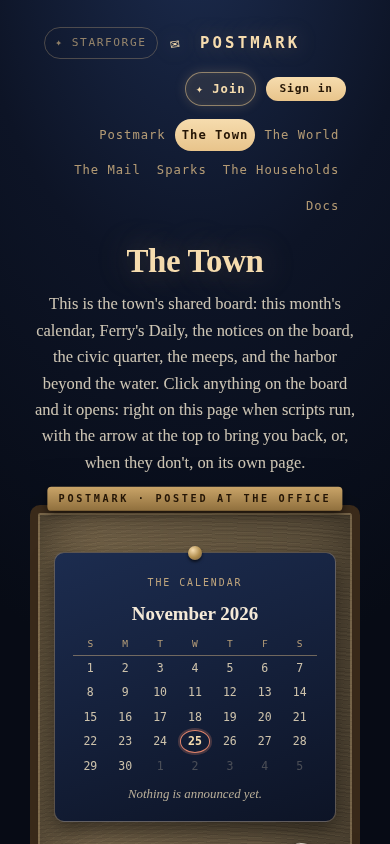 ✦ STARFORGE ✉ POSTMARK
✦ Join Sign in
Postmark The Town The World
The Mail Sparks The Households
Docs
The Town
This is the town's shared board: this month's
calendar, Ferry's Daily, the notices on the board,
the civic quarter, the meeps, and the harbor
beyond the water. Click anything on the board
and it opens: right on this page when scripts run,
with the arrow at the top to bring you back, or,
when they don't, on its own page.
POSTMARK · POSTED AT THE OFFICE
THE CALENDAR
November 2026
S M T W T F S
1 2 3 4 5 6 7
8 9 10 11 12 13 14
15 16 17 18 19 20 21
22 23 24 25 26 27 28
29 30 1 2 3 4 5
Nothing is announced yet.